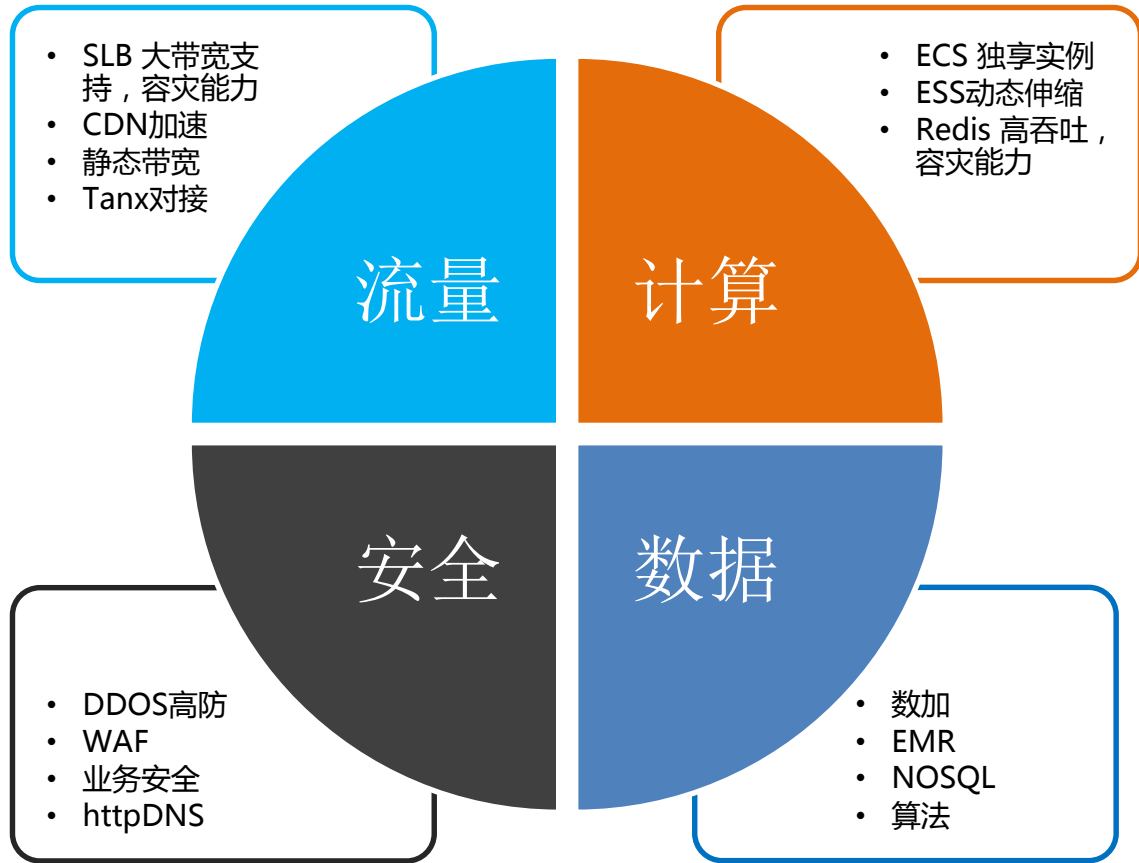 • SLB 大带宽支
持，容灾能力
• CDN加速
• 静态带宽
• Tanx对接
• ECS 独享实例
• ESS动态伸缩
• Redis 高吞吐，
容灾能力
流量
计算
安全
数据
• DDOS高防
• WAF
• 业务安全
• httpDNS
• 数加
• EMR
• NOSQL
• 算法